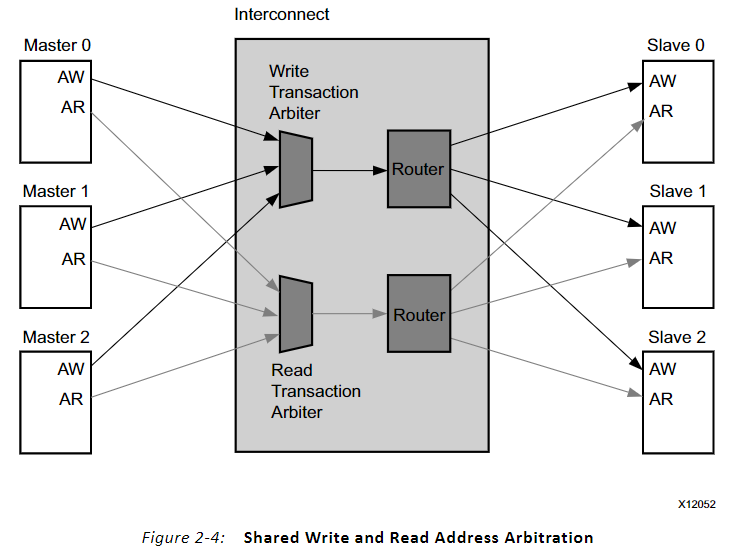 Interconnect
Master 0
AW
AR
Master 1
AW
AR
Master 2
AW
AR
Write
Transaction
Arbiter
Router
Router
Read
Transaction
Arbiter
Slave 0
AW
AR
Slave 1
AW
AR
Slave 2
AW
AR
X12052
Figure 2-4: Shared Write and Read Address Arbitration